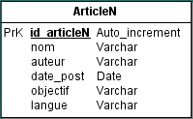 ArticleN
PrK id_articleN Auto_increment
nom Varchar
auteur Varchar
date_post Date
objectif Varchar
langue Varchar